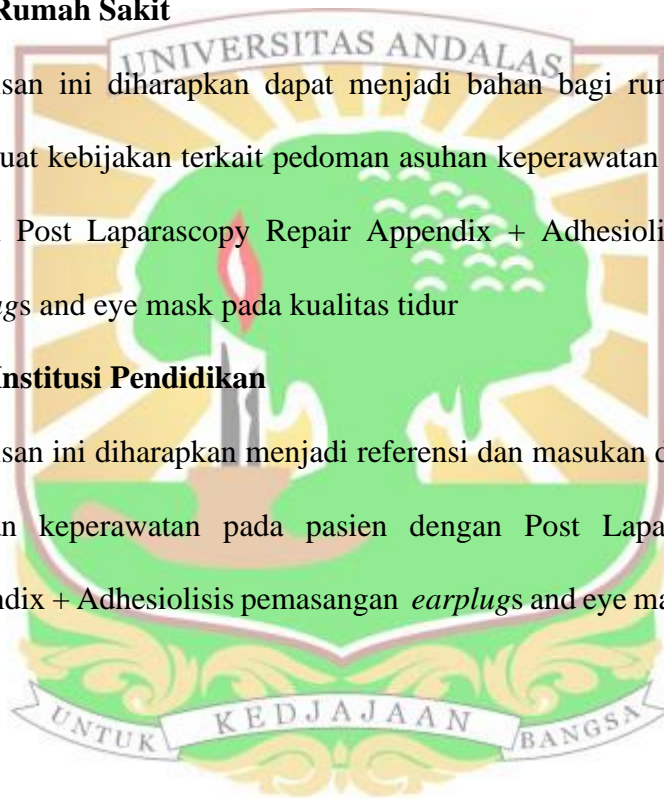 Rumah Sakit
UNIVERSITAS ANDALAS
san ini diharapkan dapat menjadi bahan bagi rum
uat kebijakan terkait pedoman asuhan keperawatan
Post Laparascopy Repair Appendix + Adhesioli
ugs and eye mask pada kualitas tidur
Institusi Pendidikan
san ini diharapkan menjadi referensi dan masukan d
n keperawatan pada pasien dengan Post Lapa
ndix + Adhesiolisis pemasangan earplugs and eye ma
UNTUK KEDJAJAAN BANGSA